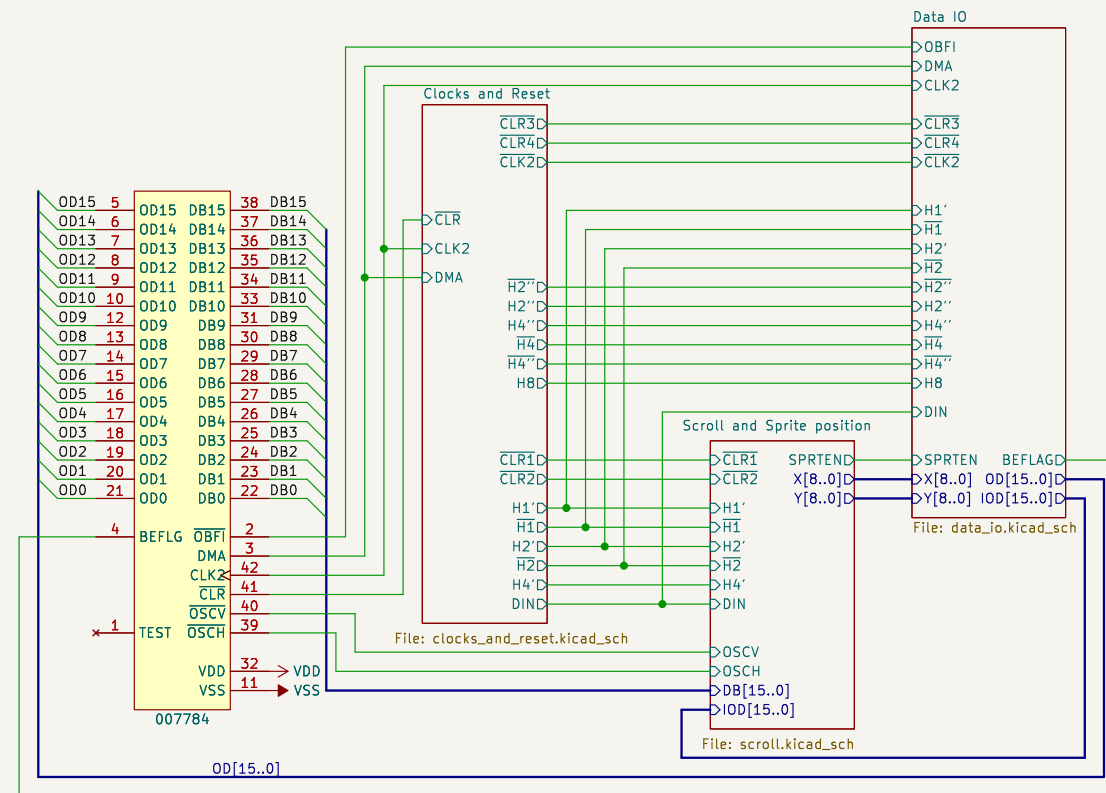 Data IO
OBFI
DMA
CLK2
CLR3
CLR4
CLK2
H1'
H1
H2'
H2
H2''
H2''
H4''
H4
H4''
H8
DIN
SPRTEN BEFLAG
X[8..0] OD[15..0]
Y[8..0] IOD[15..0]
File: data_io.kicad_sch
Clocks and Reset
CLR3
CLR4
CLK2
CLR
CLK2
DMA
H2''
H2''
H4''
H4
H4''
H8
CLR1
CLR2
H1'
H1
H2'
H2
H4'
DIN
File: clocks_and_reset.kicad_sch
Scroll and Sprite position
CLR1 SPRTEN
CLR2 X[8..0]
Y[8..0]
H1'
H1
H2'
H2
H4'
DIN
OSCV
OSCH
DB[15..0]
IOD[15..0]
File: scroll.kicad_sch
OD15 5 OD15 DB15 38 DB15
OD14 6 OD14 DB14 37 DB14
OD13 7 OD13 DB13 36 DB13
OD12 8 OD12 DB12 35 DB12
OD11 9 OD11 DB11 34 DB11
OD10 10 OD10 DB10 33 DB10
OD9 12 OD9 DB9 31 DB9
OD8 13 OD8 DB8 30 DB8
OD7 14 OD7 DB7 29 DB7
OD6 15 OD6 DB6 28 DB6
OD5 16 OD5 DB5 27 DB5
OD4 17 OD4 DB4 26 DB4
OD3 18 OD3 DB3 25 DB3
OD2 19 OD2 DB2 24 DB2
OD1 20 OD1 DB1 23 DB1
OD0 21 OD0 DB0 22 DB0
4 BEFLG OBFI 2
DMA 3
CLK2 42
CLR 41
OSCV 40
1 TEST OSCH 39
VDD 32 VDD
VSS 11 VSS
007784
OD[15..0]